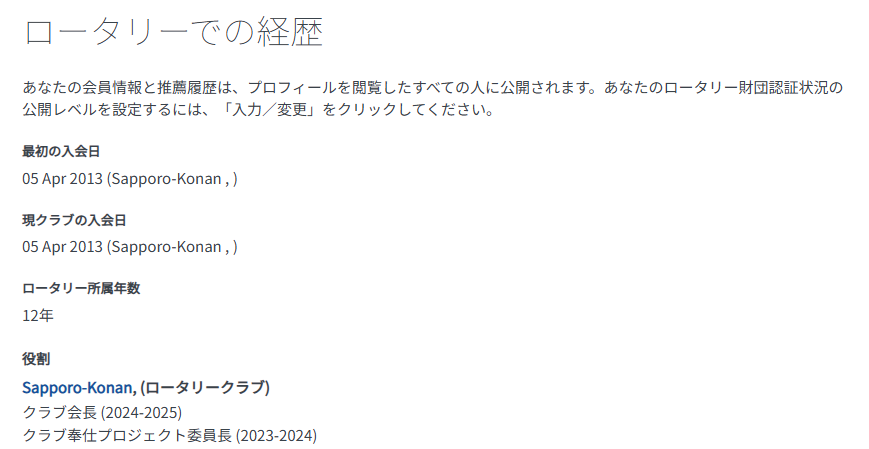 ロータリーでの経歴
あなたの会員情報と推薦履歴は、プロフィールを閲覧したすべての人に公開されます。あなたのロータリー財団認証状況の
公開レベルを設定するには、「入力／変更」をクリックしてください。
最初の入会日
05 Apr 2013 (Sapporo-Konan , )
現クラブの入会日
05 Apr 2013 (Sapporo-Konan , )
ロータリー所属年数
12年
役割
Sapporo-Konan, (ロータリークラブ)
クラブ会長 (2024-2025)
クラブ奉仕プロジェクト委員長 (2023-2024)